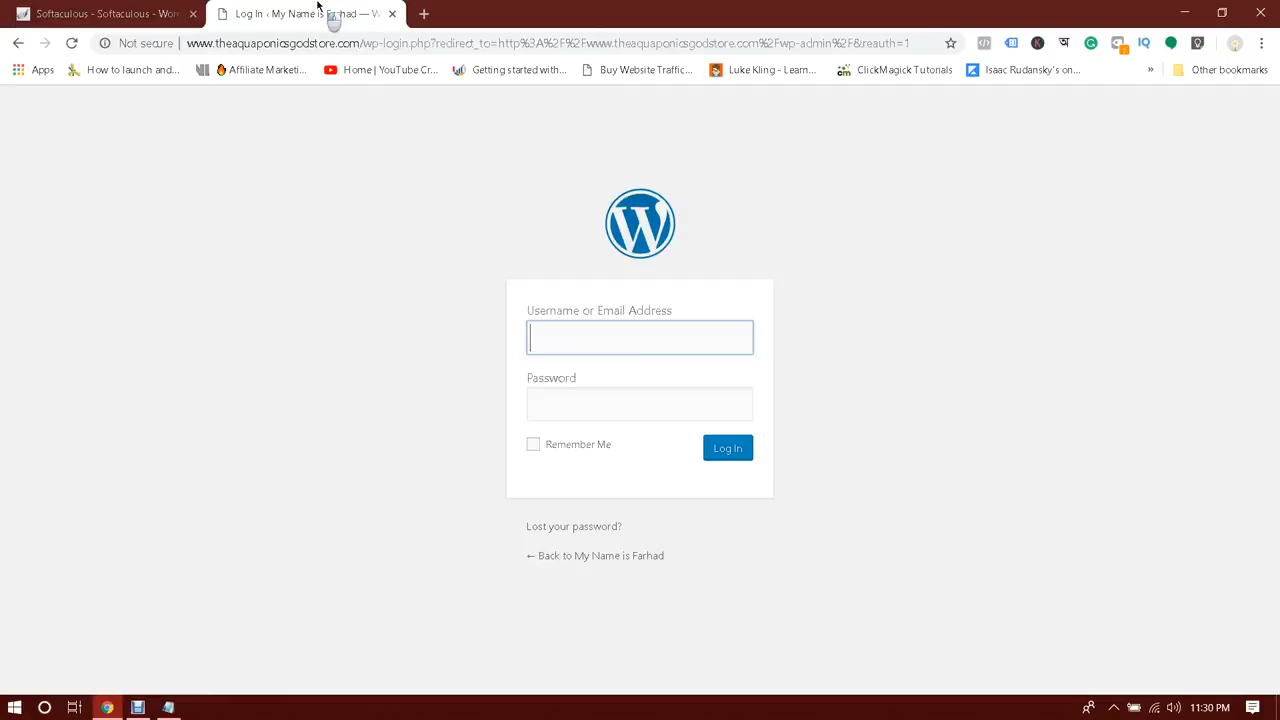 Softaculous - Softaculous - Wor
Log In ‹ My Name is Farhad — W
Not secure
www.theaquaponicsgodstore.com/wp-login.php?redirect_to=http%3A%2F%2Fwww.theaquaponicsgodstore.com%2Fwp-admin%2F&reauth=1
Apps
How to launch and...
Affiliate Marketi...
Home | YouTube Cr...
Getting started with...
Buy Website Traffic...
Luke Kling - Learn...
ClickMagick Tutorials
Isaac Rudansky's on...
»
Other bookmarks
Username or Email Address
Password
Remember Me
Log In
Lost your password?
← Back to My Name is Farhad
11:30 PM